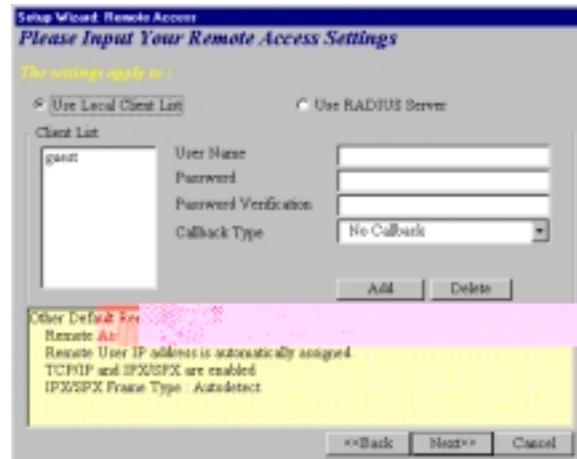 Setup Wizard: Remote Access
Please Input Your Remote Access Settings
The settings apply to :
Use Local Client List
Use RADIUS Server
Client List
guest
User Name
Password
Password Verification
Callback Type
No Callback
Add
Delete
Other Default
Remote
Remote User IP address is automatically assigned
TCP/IP and IPX/SPX are enabled
IPX/SPX Frame Type : Autodetect
<<Back
Next>>
Cancel